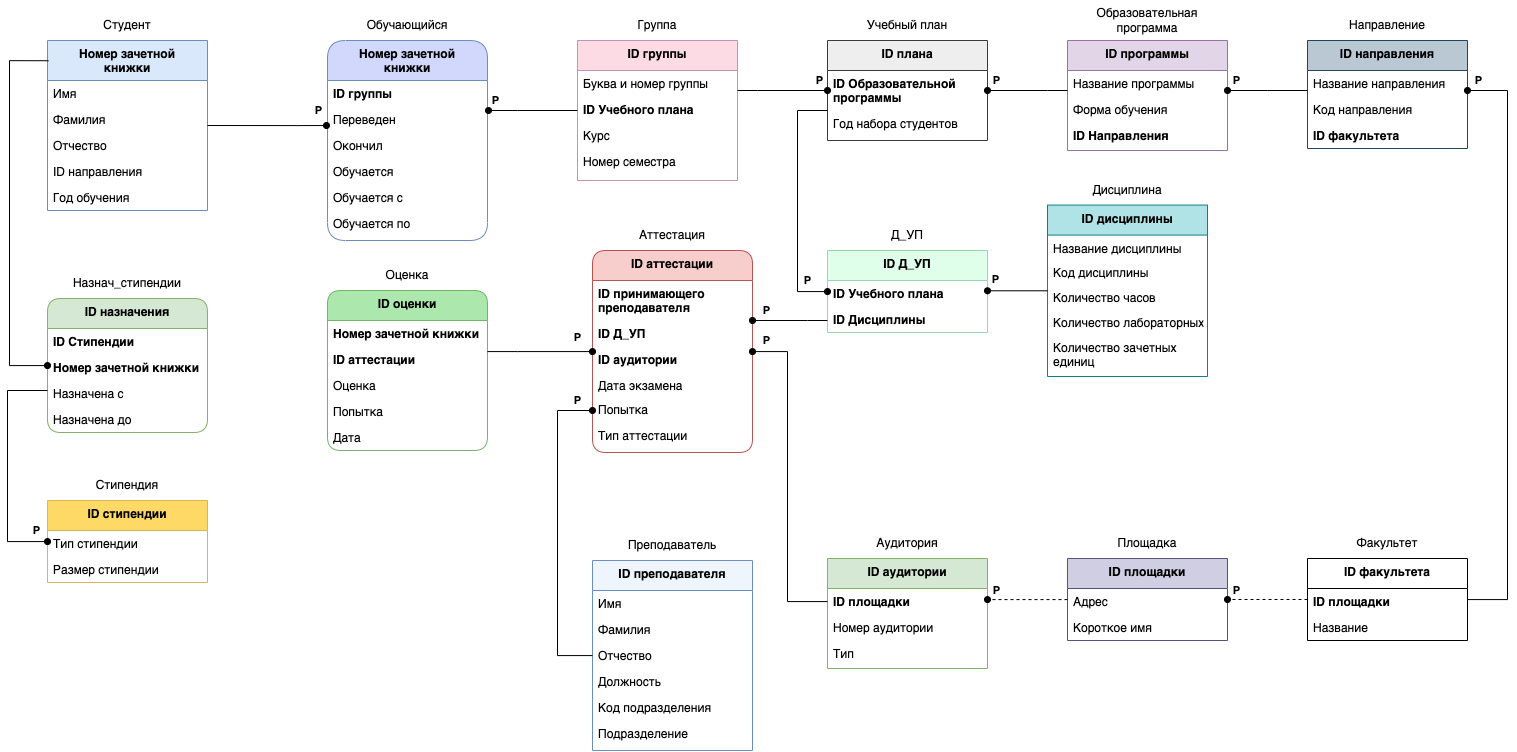 Студент
Номер зачетной
книжки
Имя
Фамилия
Отчество
ID направления
Год обучения
Обучающийся
Номер зачетной
книжки
ID группы
Переведен
Окончил
Обучается
Обучается с
Обучается по
Группа
ID группы
Буква и номер группы
ID Учебного плана
Курс
Номер семестра
Учебный план
ID плана
ID Образовательной
программы
Год набора студентов
Образовательная
программа
ID программы
Название программы
Форма обучения
ID Направления
Направление
ID направления
Название направления
Код направления
ID факультета
P
P
P
P
P
P
Назнач_стипендии
ID назначения
ID Стипендии
Номер зачетной книжки
Назначена с
Назначена до
Оценка
ID оценки
Номер зачетной книжки
ID аттестации
Оценка
Попытка
Дата
Аттестация
ID аттестации
ID принимающего
преподавателя
ID Д_УП
ID аудитории
Дата экзамена
Попытка
Тип аттестации
Д_УП
ID Д_УП
ID Учебного плана
ID Дисциплины
Дисциплина
ID дисциплины
Название дисциплины
Код дисциплины
Количество часов
Количество лабораторных
Количество зачетных
единиц
P
P
P
P
P
P
Стипендия
ID стипендии
Тип стипендии
Размер стипендии
P
Преподаватель
ID преподавателя
Имя
Фамилия
Отчество
Должность
Код подразделения
Подразделение
Аудитория
ID аудитории
ID площадки
Номер аудитории
Тип
P
Площадка
ID площадки
Адрес
Короткое имя
P
Факультет
ID факультета
ID площадки
Название